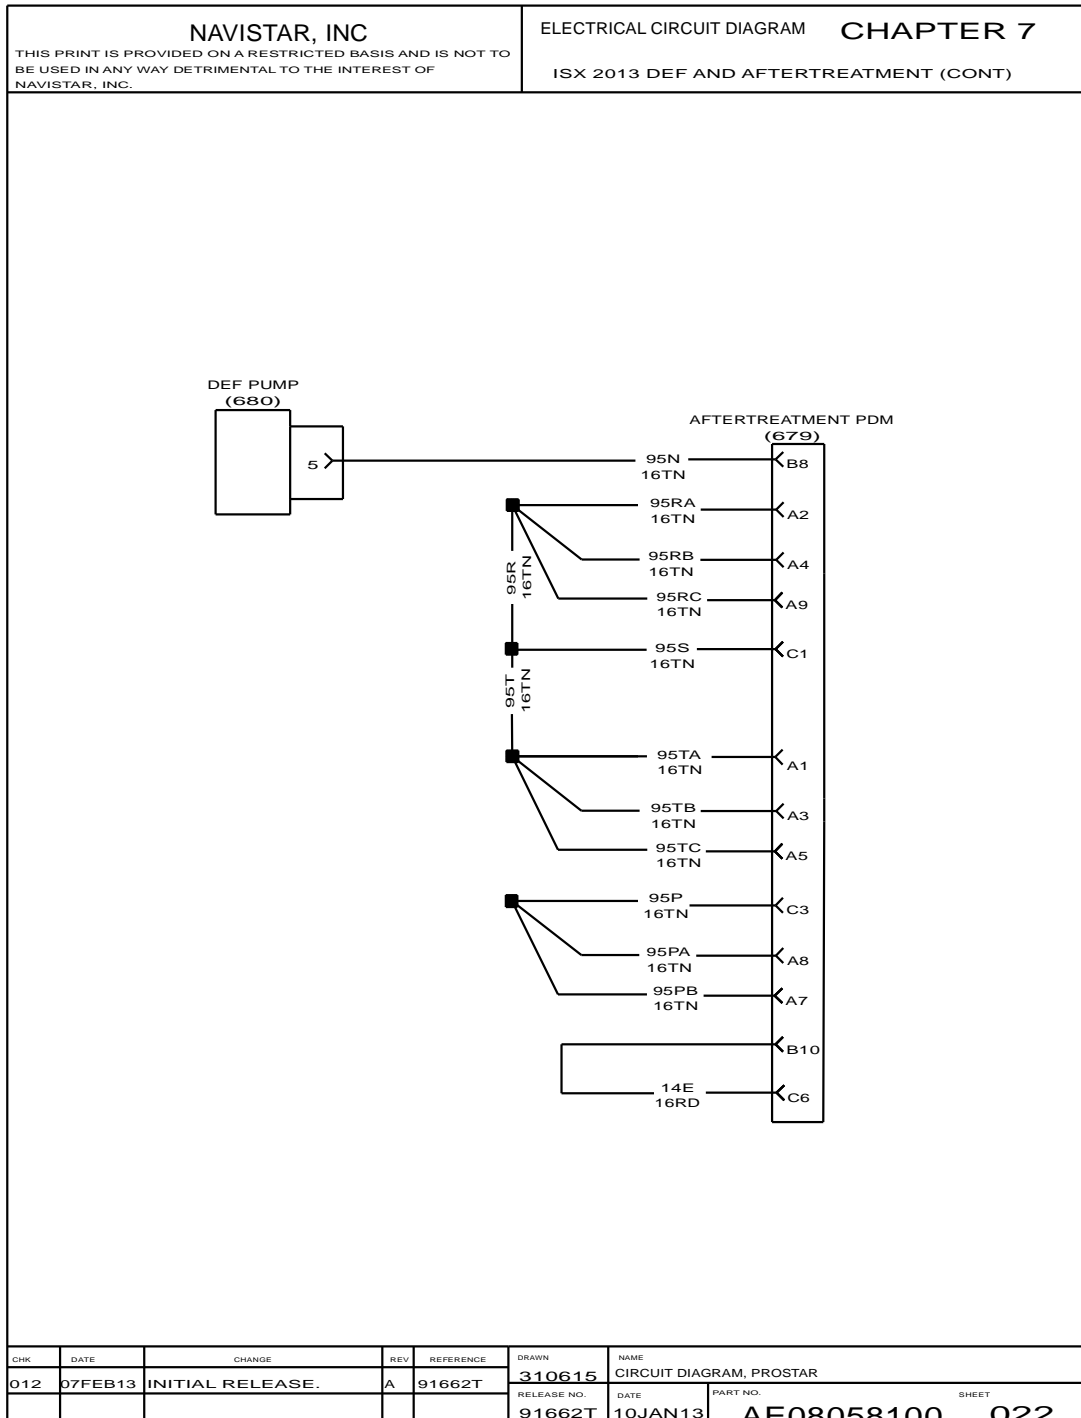 NAVISTAR, INC
THIS PRINT IS PROVIDED ON A RESTRICTED BASIS AND IS NOT TO
BE USED IN ANY WAY DETRIMENTAL TO THE INTEREST OF
NAVISTAR, INC.
ELECTRICAL CIRCUIT DIAGRAM CHAPTER 7
ISX 2013 DEF AND AFTERTREATMENT (CONT)
DEF PUMP
(680)
5
AFTERTREATMENT PDM
(679)
95N
16TN
B8
95RA
16TN
A2
95RB
16TN
A4
95RC
16TN
A9
95R
16TN
95S
16TN
C1
95T
16TN
95TA
16TN
A1
95TB
16TN
A3
95TC
16TN
A5
95P
16TN
C3
95PA
16TN
A8
95PB
16TN
A7
B10
14E
16RD
C6
CHK DATE CHANGE REV REFERENCE
012 07FEB13 INITIAL RELEASE. A 91662T
DRAWN
310615
NAME
CIRCUIT DIAGRAM, PROSTAR
RELEASE NO.
91662T
DATE
10JAN13
PART NO.
AE08058100
SHEET
022